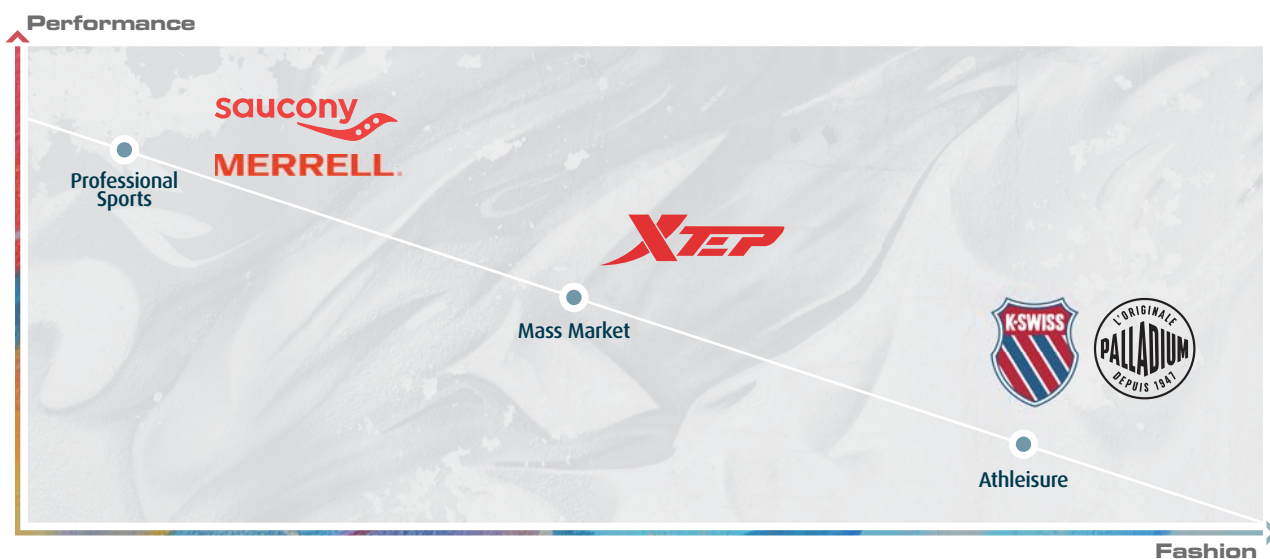 Performance
saucony
MERRELL
Professional
Sports
XTEP
Mass Market
K·SWISS
L'ORIGINALE
PALLADIUM
DEPUIS 1947
Athleisure
Fashion